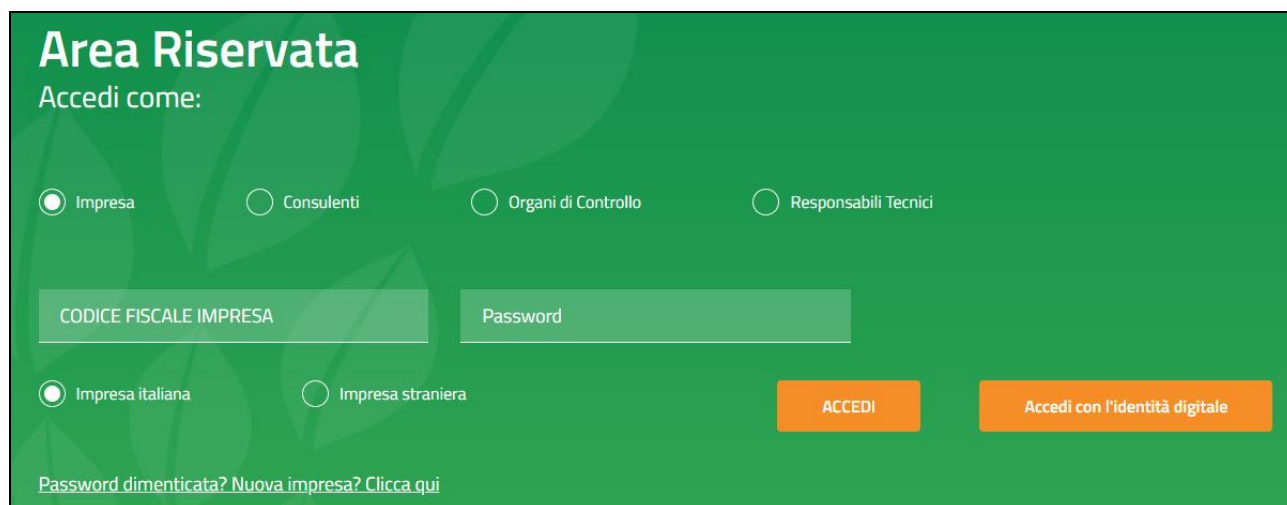 Area Riservata
Accedi come:
Impresa Consulenti Organi di Controllo Responsabili Tecnici
CODICE FISCALE IMPRESA Password
Impresa italiana Impresa straniera ACCEDI Accedi con l'identità digitale
Password dimenticata? Nuova impresa? Clicca qui